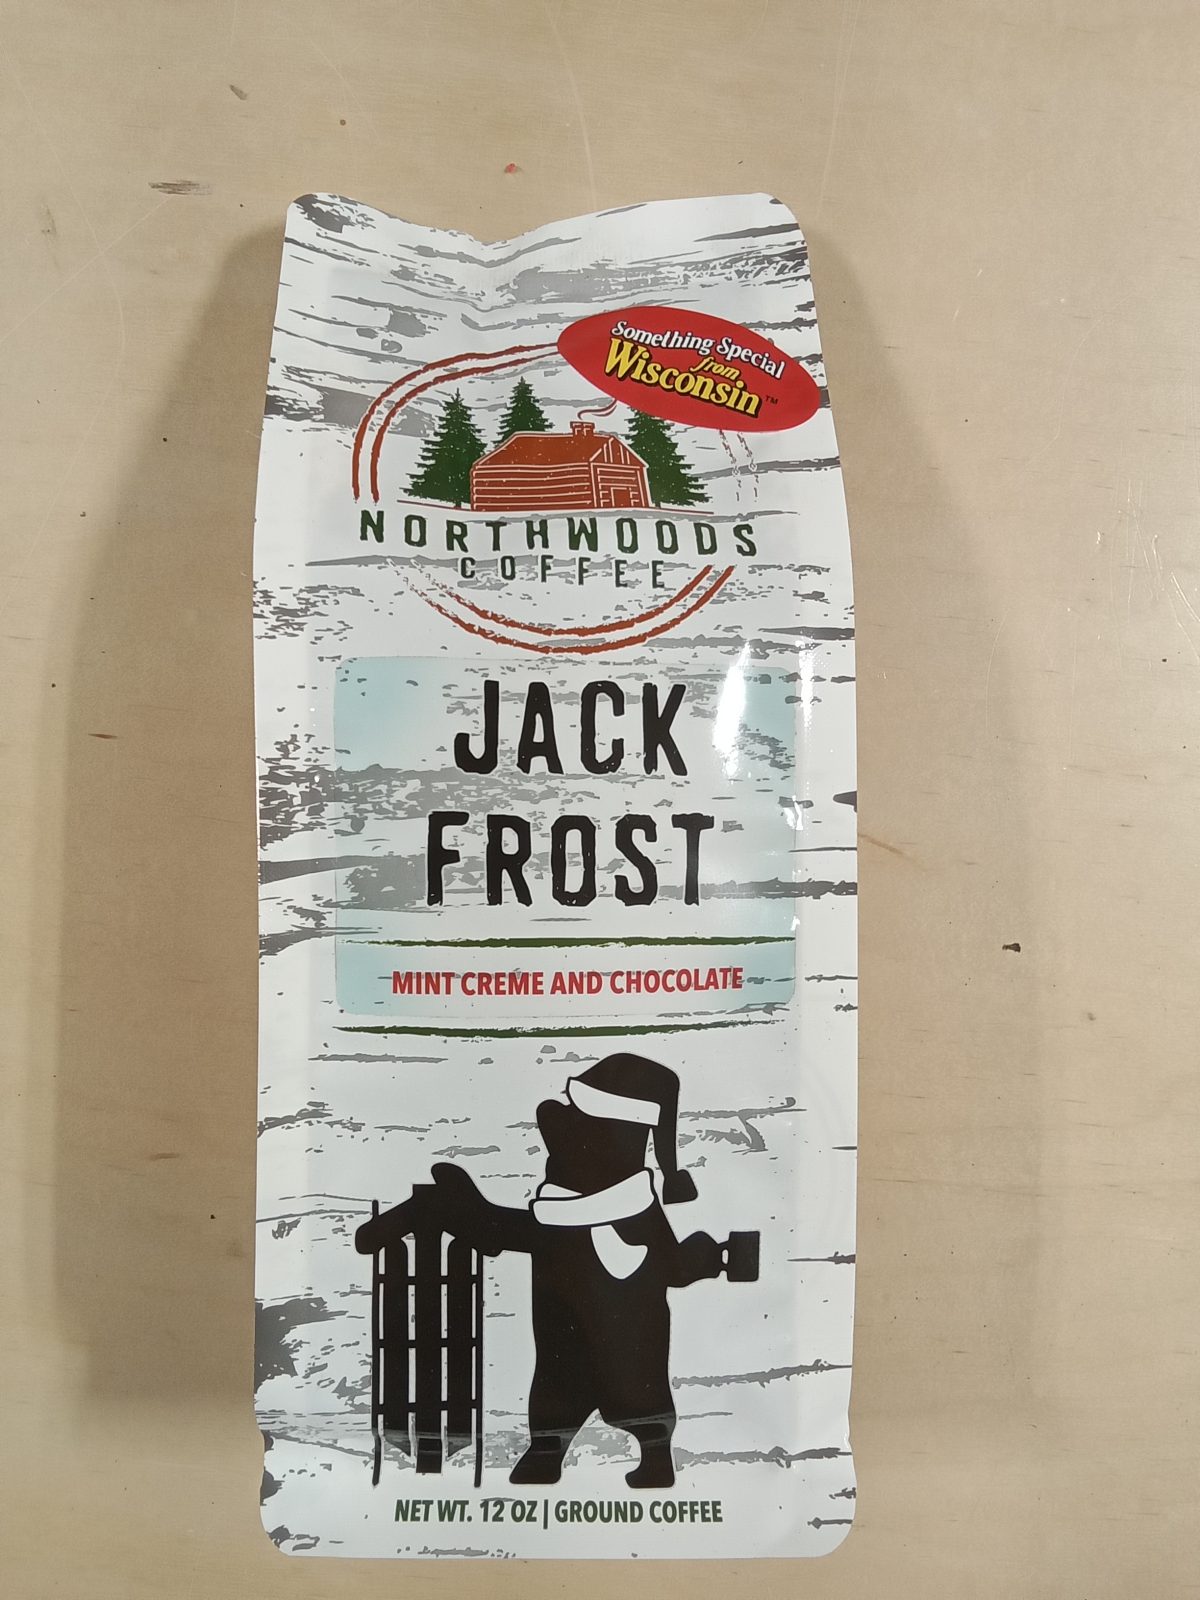 Something Special
from
Wisconsin™
NORTHWOODS
COFFEE
JACK
FROST
MINT CREME AND CHOCOLATE
NET WT. 12 OZ | GROUND COFFEE